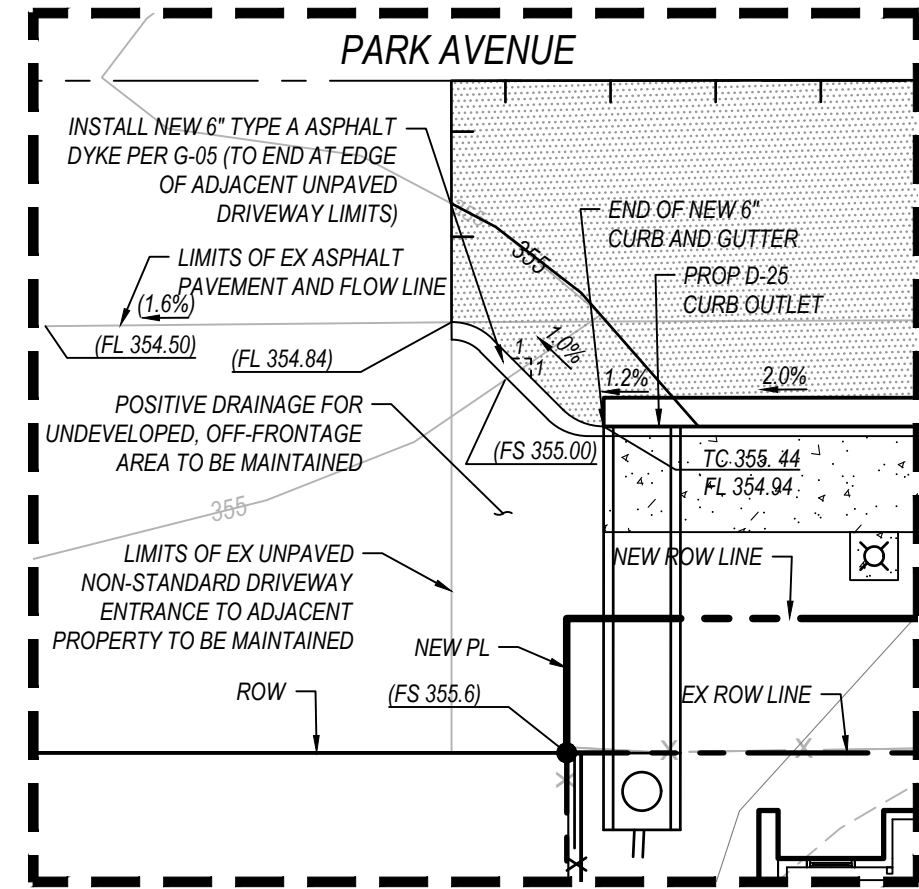 PARK AVENUE
INSTALL NEW 6" TYPE A ASPHALT
DYKE PER G-05 (TO END AT EDGE
OF ADJACENT UNPAVED
DRIVEWAY LIMITS)
END OF NEW 6"
CURB AND GUTTER
355
LIMITS OF EX ASPHALT
PAVEMENT AND FLOW LINE
PROP D-25
CURB OUTLET
(1.6%)
(FL 354.50)
(FL 354.84)
1
1
1.0%
1.2%
2.0%
POSITIVE DRAINAGE FOR
UNDEVELOPED, OFF-FRONTAGE
AREA TO BE MAINTAINED
(FS 355.00)
TC 355. 44
FL 354.94
355
LIMITS OF EX UNPAVED
NON-STANDARD DRIVEWAY
ENTRANCE TO ADJACENT
PROPERTY TO BE MAINTAINED
NEW ROW LINE
NEW PL
ROW
(FS 355.6)
EX ROW LINE